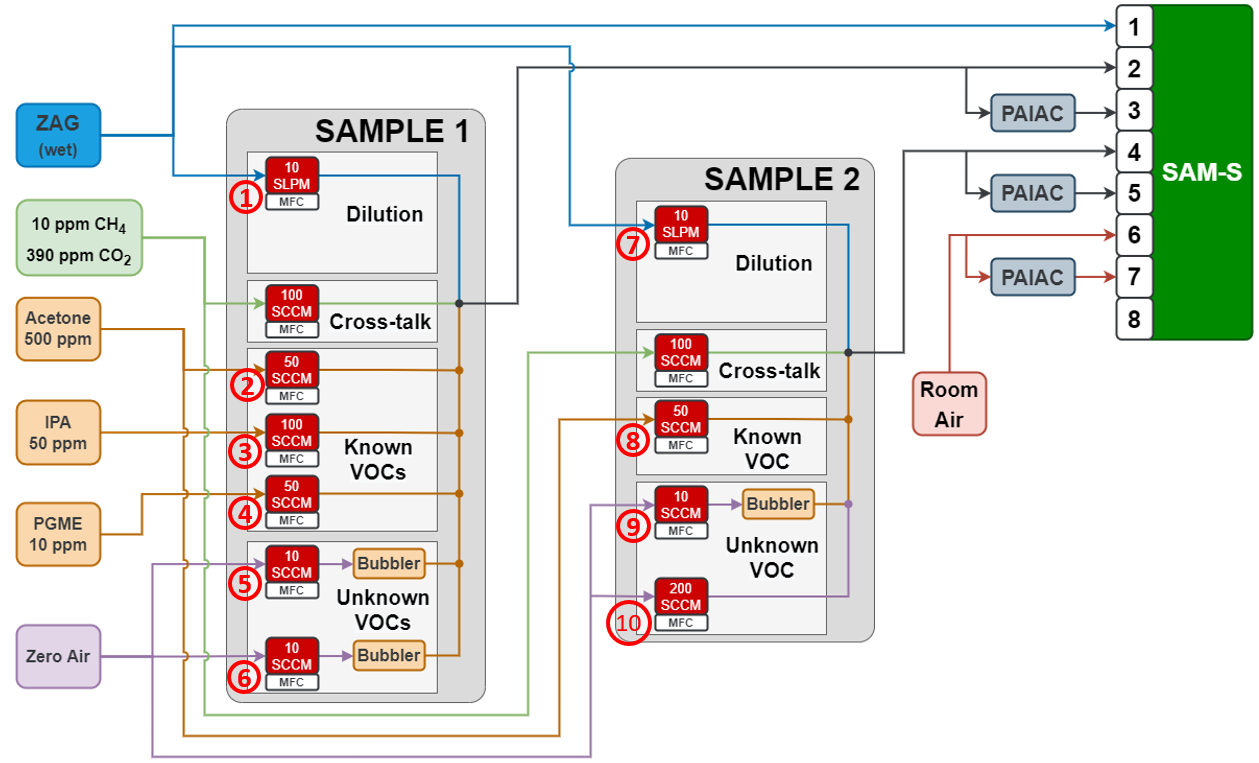 ZAG
(wet)
10 ppm CH₄
390 ppm CO₂
Acetone
500 ppm
IPA
50 ppm
PGME
10 ppm
Zero Air
SAMPLE 1
10
SLPM
MFC
1
Dilution
100
SCCM
MFC
Cross-talk
50
SCCM
MFC
2
100
SCCM
MFC
3
Known
VOCs
50
SCCM
MFC
4
10
SCCM
MFC
5
Bubbler
Unknown
VOCs
10
SCCM
MFC
6
Bubbler
SAMPLE 2
10
SLPM
MFC
7
Dilution
100
SCCM
MFC
Cross-talk
50
SCCM
MFC
8
Known
VOC
10
SCCM
MFC
9
Bubbler
Unknown
VOC
200
SCCM
MFC
10
PAIAC
PAIAC
PAIAC
Room
Air
1
2
3
4
5
6
7
8
SAM-S